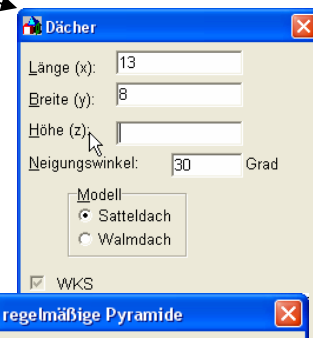 Dächer
Länge (x): 13
Breite (y): 8
Höhe (z):
Neigungswinkel: 30 Grad
Modell
Satteldach
Walmdach
WKS
regelmäßige Pyramide